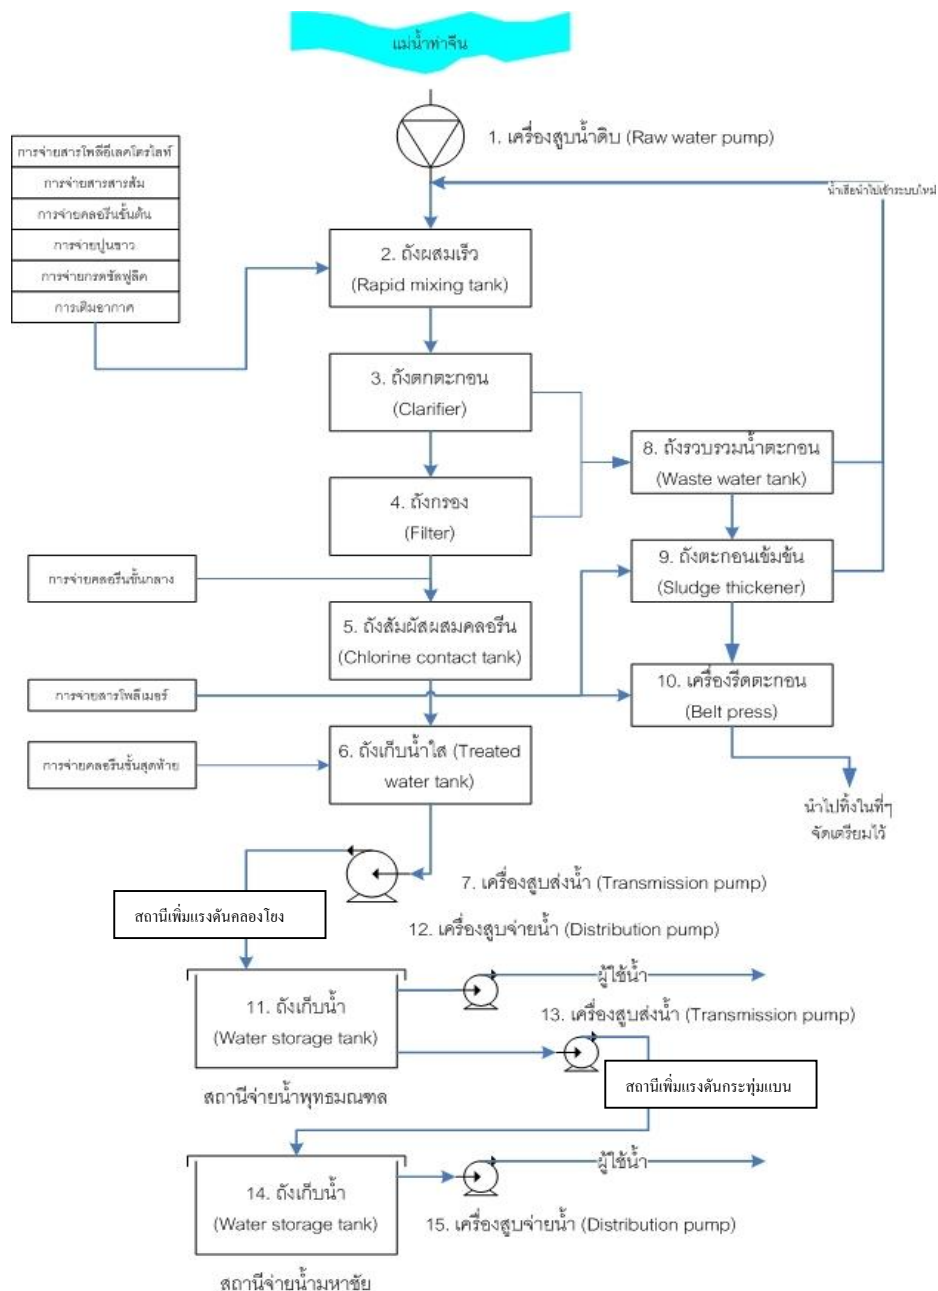 แม่น้ำท่าจีน
1. เครื่องสูบน้ำดิบ (Raw water pump)
การจ่ายสารโพลีอีเลคโตรไลท์
การจ่ายสารสารส้ม
การจ่ายคลอรีนขั้นต้น
การจ่ายปูนขาว
การจ่ายกรดซัลฟูลิค
การเติมอากาศ
น้ำเสียนำไปเข้าระบบใหม่
2. ถังผสมเร็ว
(Rapid mixing tank)
3. ถังตกตะกอน
(Clarifier)
4. ถังกรอง
(Filter)
8. ถังรวบรวมน้ำตะกอน
(Waste water tank)
9. ถังตะกอนเข้มข้น
(Sludge thickener)
การจ่ายคลอรีนขั้นกลาง
5. ถังสัมผัสผสมคลอรีน
(Chlorine contact tank)
การจ่ายสารโพลีเมอร์
10. เครื่องรีดตะกอน
(Belt press)
การจ่ายคลอรีนขั้นสุดท้าย
6. ถังเก็บน้ำใส (Treated
water tank)
นำไปทิ้งในที่ๆ
จัดเตรียมไว้
7. เครื่องสูบส่งน้ำ (Transmission pump)
สถานีเพิ่มแรงดันคลองโยง
12. เครื่องสูบจ่ายน้ำ (Distribution pump)
ผู้ใช้น้ำ
11. ถังเก็บน้ำ
(Water storage tank)
13. เครื่องสูบส่งน้ำ (Transmission pump)
สถานีจ่ายน้ำพุทธมณฑล
สถานีเพิ่มแรงดันกระทุ่มแบน
ผู้ใช้น้ำ
14. ถังเก็บน้ำ
(Water storage tank)
15. เครื่องสูบจ่ายน้ำ (Distribution pump)
สถานีจ่ายน้ำมหาชัย